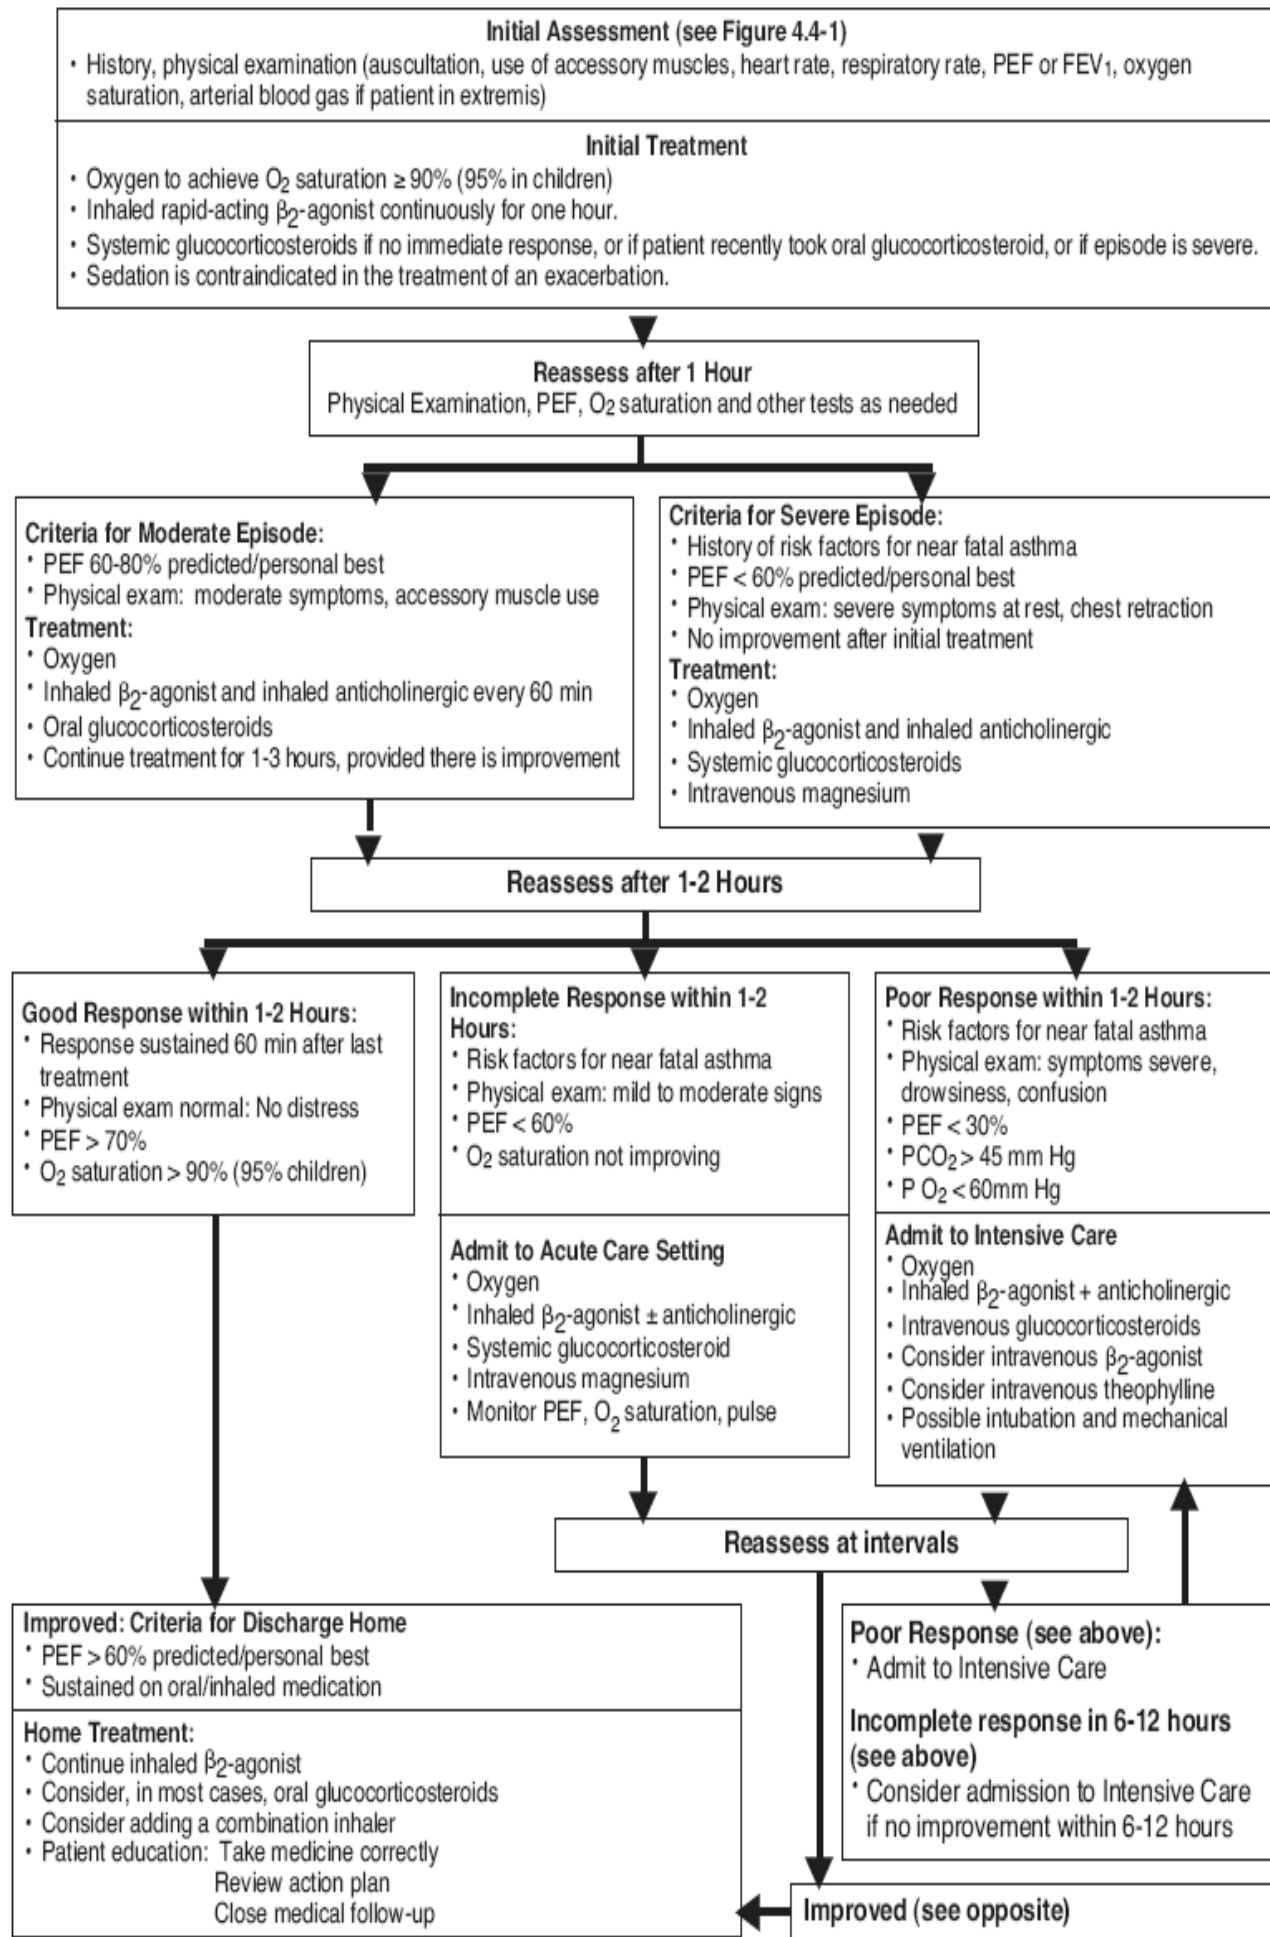 Initial Assessment (see Figure 4.4-1)
• History, physical examination (auscultation, use of accessory muscles, heart rate, respiratory rate, PEF or FEV₁, oxygen
saturation, arterial blood gas if patient in extremis)
Initial Treatment
• Oxygen to achieve O₂ saturation ≥ 90% (95% in children)
• Inhaled rapid-acting β₂-agonist continuously for one hour.
• Systemic glucocorticosteroids if no immediate response, or if patient recently took oral glucocorticosteroid, or if episode is severe.
• Sedation is contraindicated in the treatment of an exacerbation.
Reassess after 1 Hour
Physical Examination, PEF, O₂ saturation and other tests as needed
Criteria for Moderate Episode:
• PEF 60-80% predicted/personal best
• Physical exam: moderate symptoms, accessory muscle use
Treatment:
• Oxygen
• Inhaled β₂-agonist and inhaled anticholinergic every 60 min
• Oral glucocorticosteroids
• Continue treatment for 1-3 hours, provided there is improvement
Criteria for Severe Episode:
• History of risk factors for near fatal asthma
• PEF < 60% predicted/personal best
• Physical exam: severe symptoms at rest, chest retraction
• No improvement after initial treatment
Treatment:
• Oxygen
• Inhaled β₂-agonist and inhaled anticholinergic
• Systemic glucocorticosteroids
• Intravenous magnesium
Reassess after 1-2 Hours
Good Response within 1-2 Hours:
• Response sustained 60 min after last
treatment
• Physical exam normal: No distress
• PEF > 70%
• O₂ saturation > 90% (95% children)
Incomplete Response within 1-2
Hours:
• Risk factors for near fatal asthma
• Physical exam: mild to moderate signs
• PEF < 60%
• O₂ saturation not improving
Admit to Acute Care Setting
• Oxygen
• Inhaled β₂-agonist ± anticholinergic
• Systemic glucocorticosteroid
• Intravenous magnesium
• Monitor PEF, O₂ saturation, pulse
Poor Response within 1-2 Hours:
• Risk factors for near fatal asthma
• Physical exam: symptoms severe,
drowsiness, confusion
• PEF < 30%
• PCO₂ > 45 mm Hg
• P O₂ < 60mm Hg
Admit to Intensive Care
• Oxygen
• Inhaled β₂-agonist + anticholinergic
• Intravenous glucocorticosteroids
• Consider intravenous β₂-agonist
• Consider intravenous theophylline
• Possible intubation and mechanical
ventilation
Reassess at intervals
Improved: Criteria for Discharge Home
• PEF > 60% predicted/personal best
• Sustained on oral/inhaled medication
Home Treatment:
• Continue inhaled β₂-agonist
• Consider, in most cases, oral glucocorticosteroids
• Consider adding a combination inhaler
• Patient education: Take medicine correctly
Review action plan
Close medical follow-up
Poor Response (see above):
• Admit to Intensive Care
Incomplete response in 6-12 hours
(see above)
• Consider admission to Intensive Care
if no improvement within 6-12 hours
Improved (see opposite)